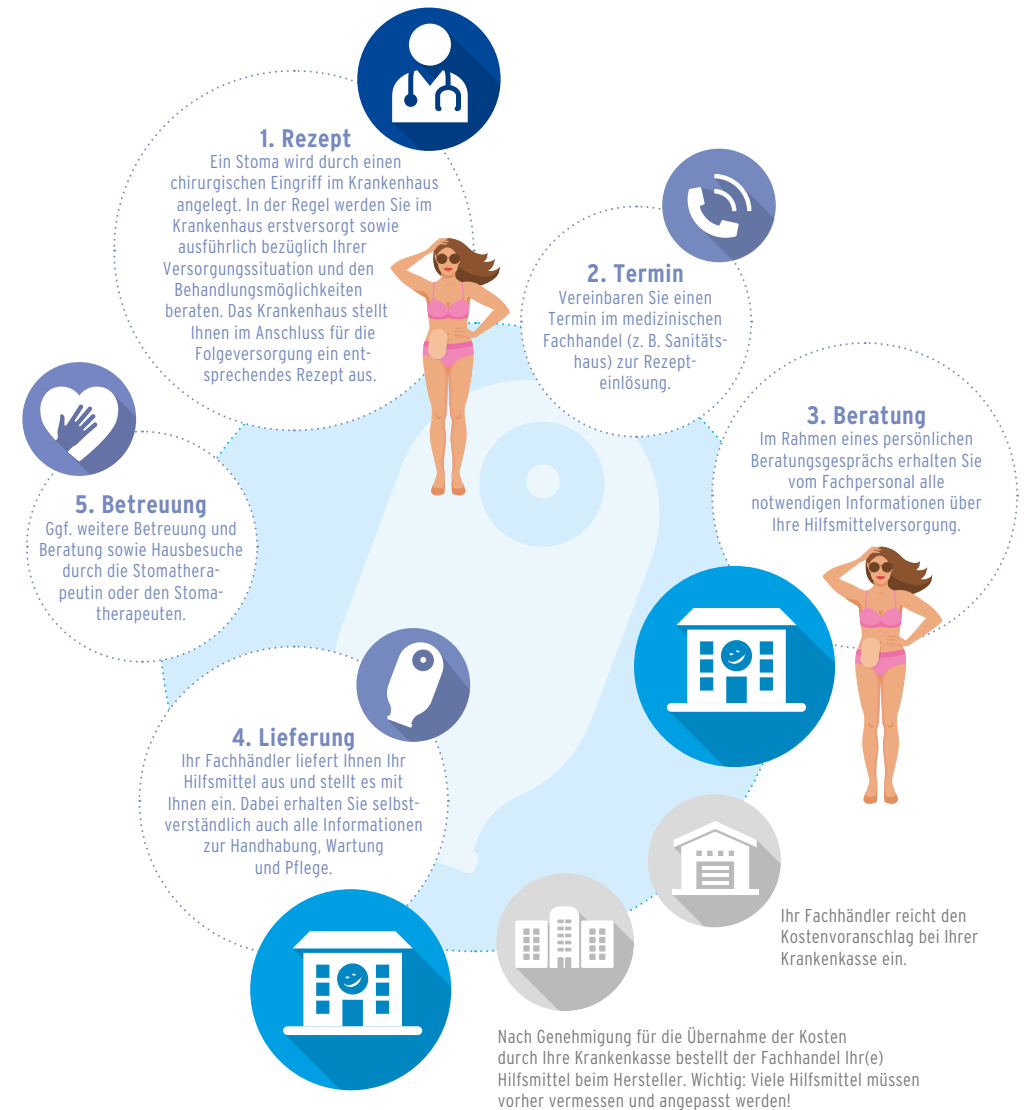 1. Rezept
Ein Stoma wird durch einen
chirurgischen Eingriff im Krankenhaus
angelegt. In der Regel werden Sie im
Krankenhaus erstversorgt sowie
ausführlich bezüglich Ihrer
Versorgungssituation und den
Behandlungsmöglichkeiten
beraten. Das Krankenhaus stellt
Ihnen im Anschluss für die
Folgeversorgung ein ent-
sprechendes Rezept aus.
2. Termin
Vereinbaren Sie einen
Termin im medizinischen
Fachhandel (z. B. Sanitäts-
haus) zur Rezept-
einlösung.
3. Beratung
Im Rahmen eines persönlichen
Beratungsgesprächs erhalten Sie
vom Fachpersonal alle
notwendigen Informationen über
Ihre Hilfsmittelversorgung.
Ihr Fachhändler reicht den
Kostenvoranschlag bei Ihrer
Krankenkasse ein.
Nach Genehmigung für die Übernahme der Kosten
durch Ihre Krankenkasse bestellt der Fachhandel Ihr(e)
Hilfsmittel beim Hersteller. Wichtig: Viele Hilfsmittel müssen
vorher vermessen und angepasst werden!
4. Lieferung
Ihr Fachhändler liefert Ihnen Ihr
Hilfsmittel aus und stellt es mit
Ihnen ein. Dabei erhalten Sie selbst-
verständlich auch alle Informationen
zur Handhabung, Wartung
und Pflege.
5. Betreuung
Ggf. weitere Betreuung und
Beratung sowie Hausbesuche
durch die Stomathera-
peutin oder den Stoma-
therapeuten.